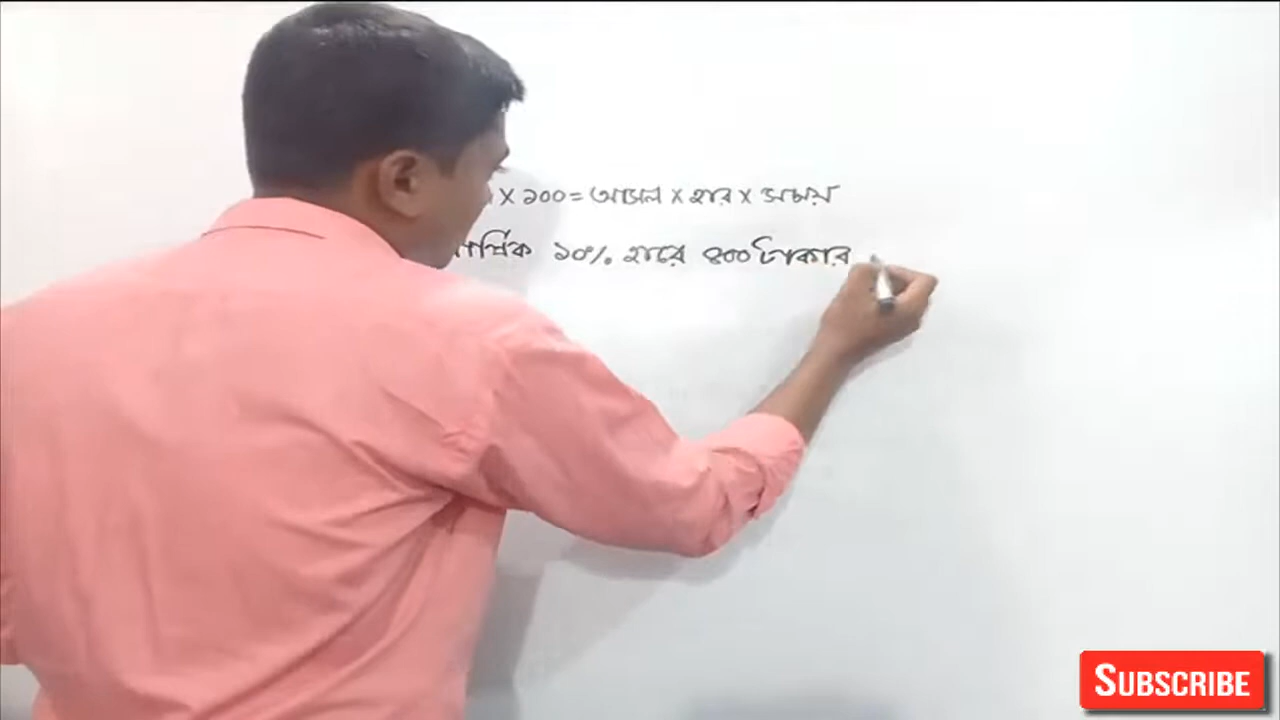 × ১০০ = আসল × হার × সময়
বার্ষিক ১০% হারে ৪০০ টাকার
SUBSCRIBE